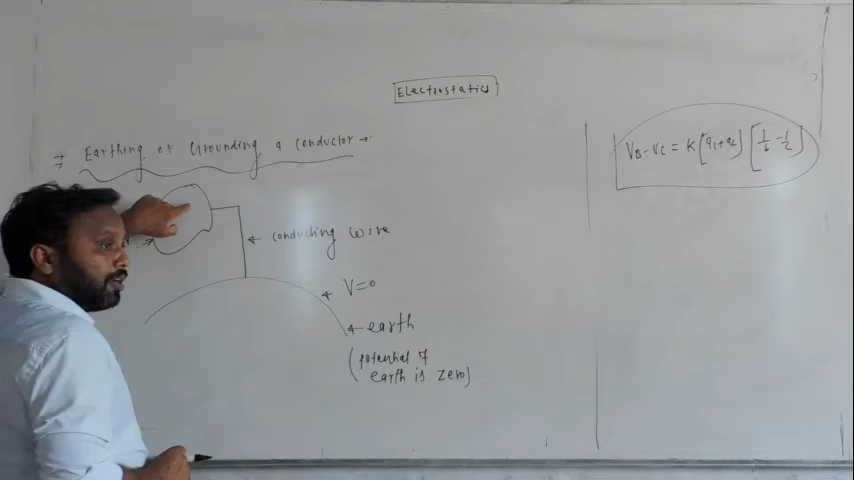 Electrostatics
⇒ Earthing or Grounding a conductor →
conducting wire
V=0
earth
(potential of
earth is zero)
VB-VC = K[q1+q2] [1/b - 1/c]